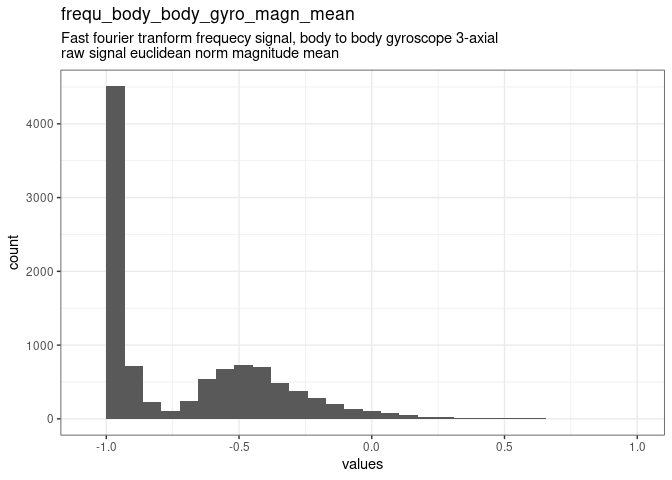 frequ_body_body_gyro_magn_mean
Fast fourier tranform frequecy signal, body to body gyroscope 3-axial
raw signal euclidean norm magnitude mean
4000
3000
2000
1000
0
count
-1.0
-0.5
0.0
0.5
1.0
values